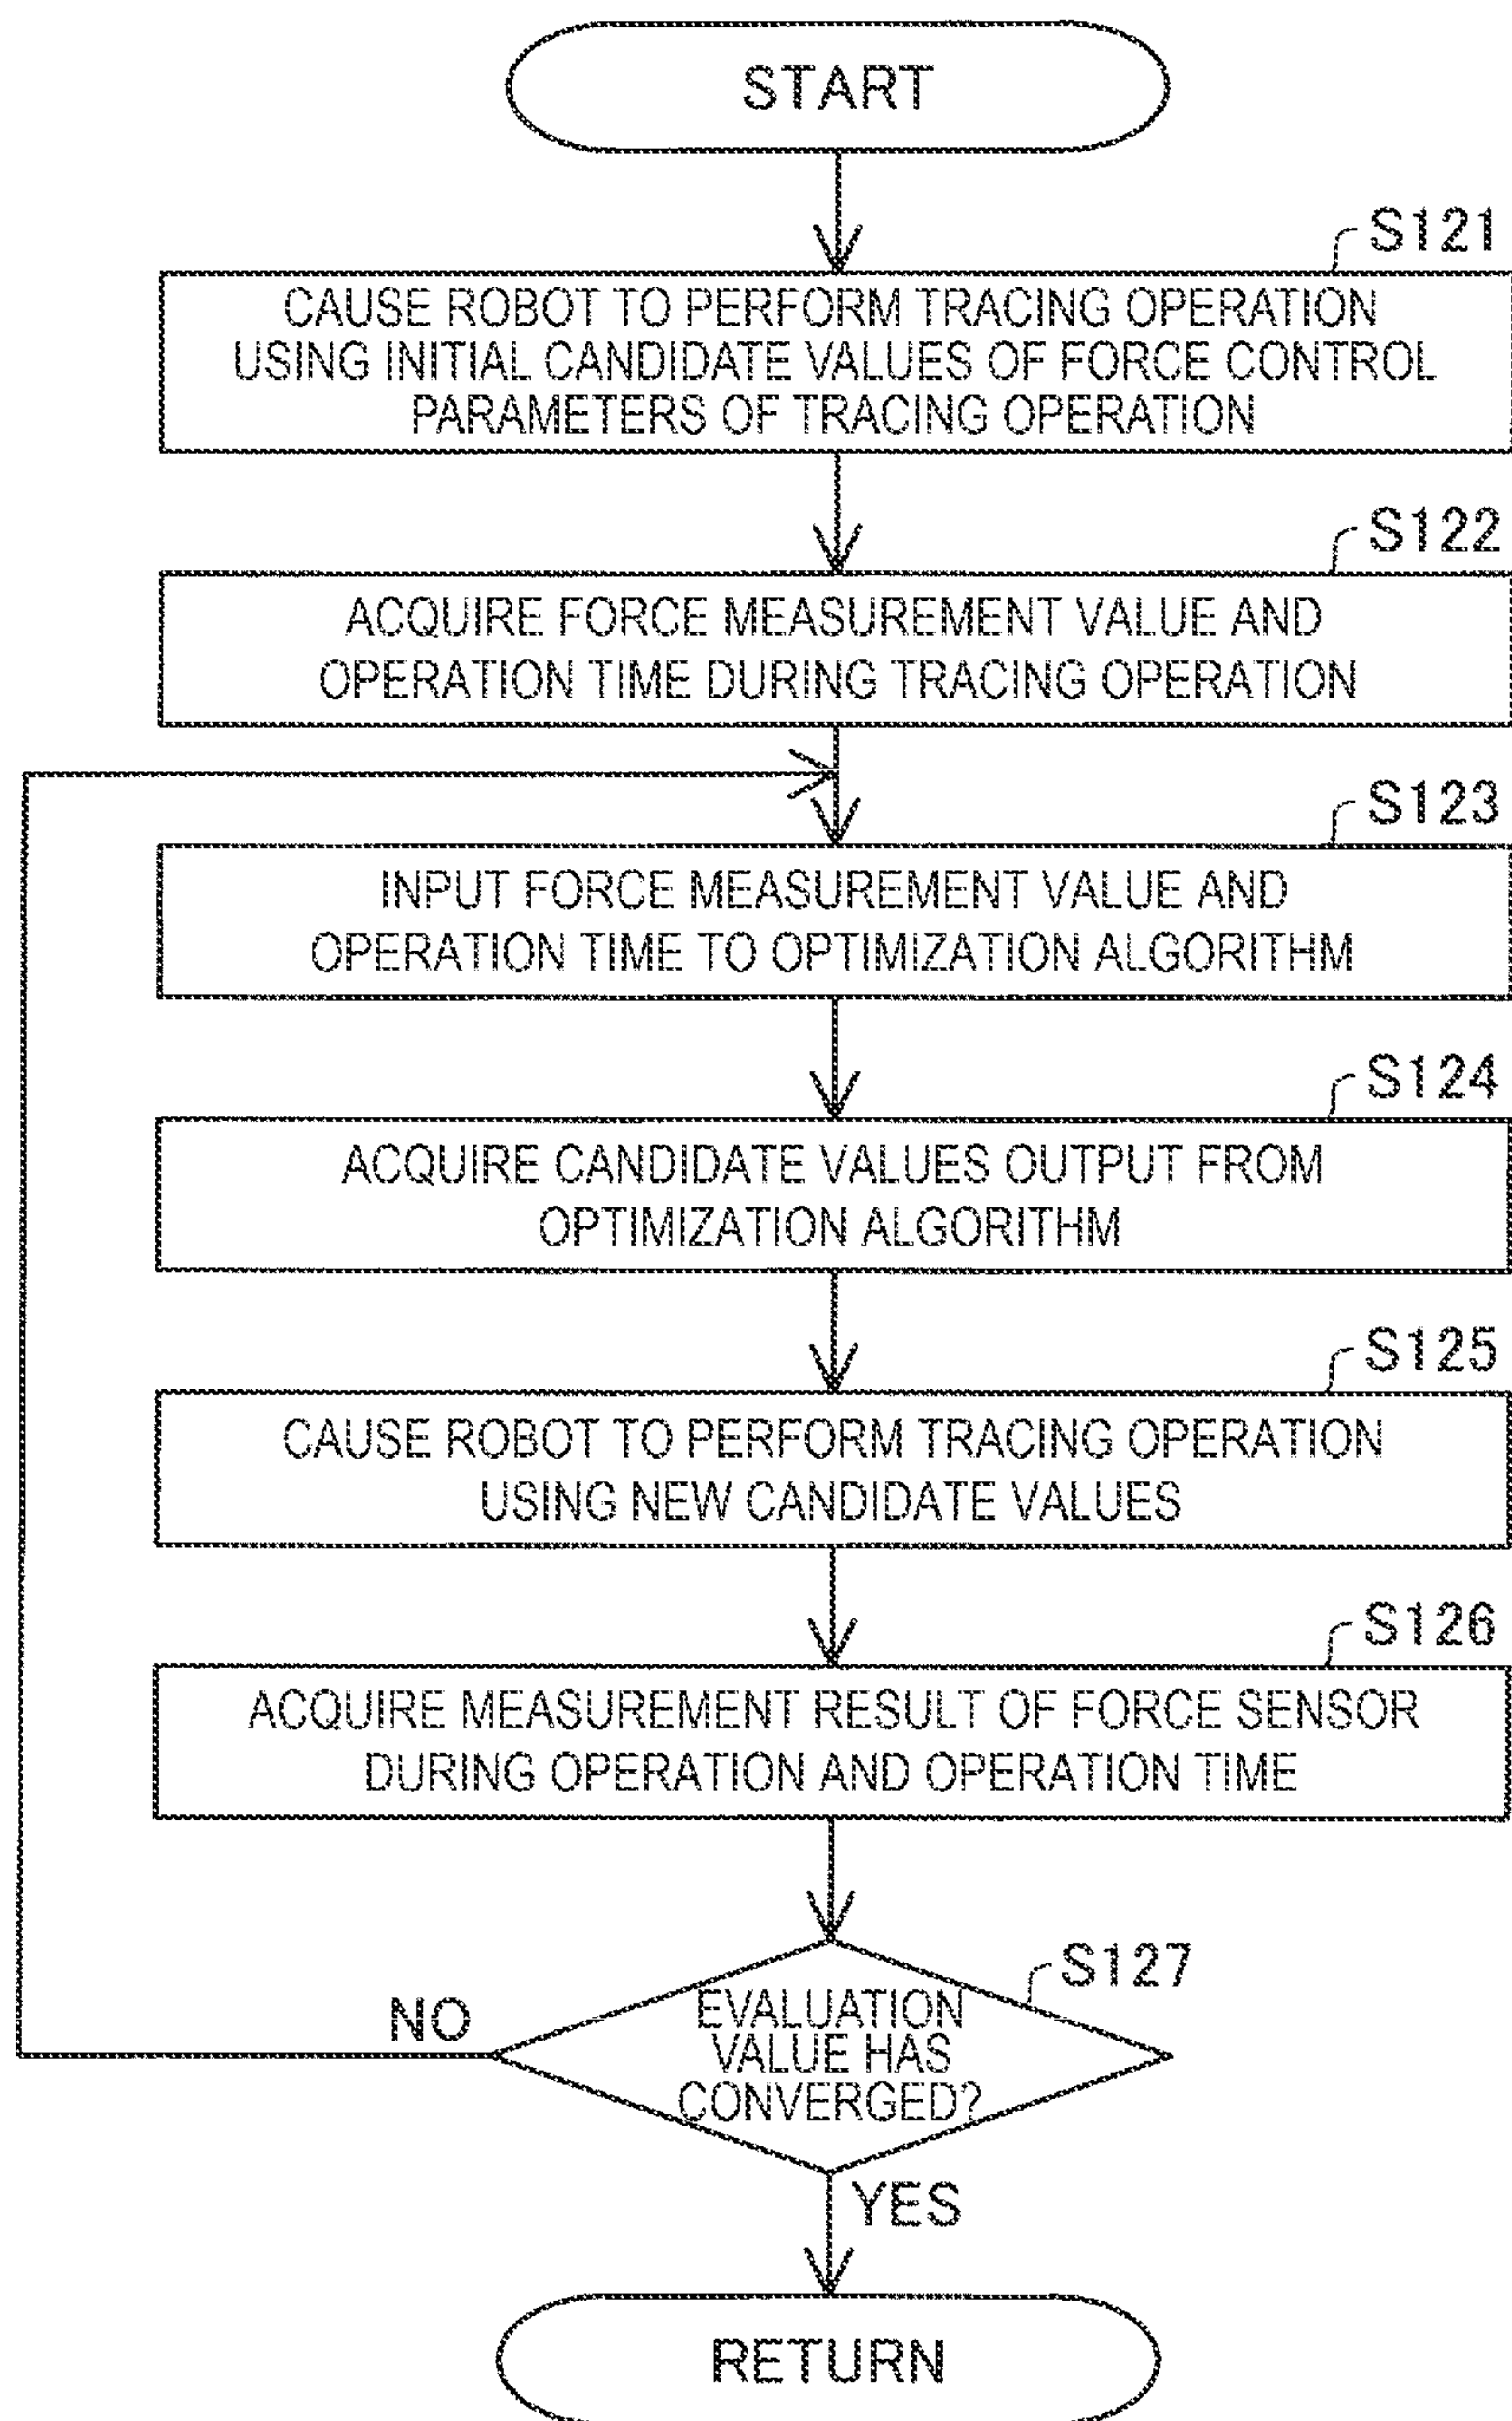 START
S121
CAUSE ROBOT TO PERFORM TRACING OPERATION
USING INITIAL CANDIDATE VALUES OF FORCE CONTROL
PARAMETERS OF TRACING OPERATION
S122
ACQUIRE FORCE MEASUREMENT VALUE AND
OPERATION TIME DURING TRACING OPERATION
S123
INPUT FORCE MEASUREMENT VALUE AND
OPERATION TIME TO OPTIMIZATION ALGORITHM
S124
ACQUIRE CANDIDATE VALUES OUTPUT FROM
OPTIMIZATION ALGORITHM
S125
CAUSE ROBOT TO PERFORM TRACING OPERATION
USING NEW CANDIDATE VALUES
S126
ACQUIRE MEASUREMENT RESULT OF FORCE SENSOR
DURING OPERATION AND OPERATION TIME
S127
EVALUATION
VALUE HAS
CONVERGED?
NO
YES
RETURN